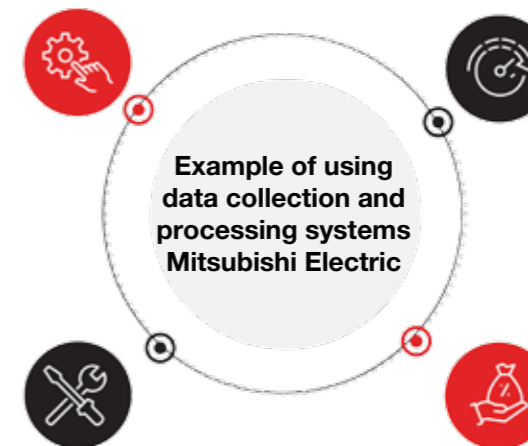 Example of using
data collection and
processing systems
Mitsubishi Electric